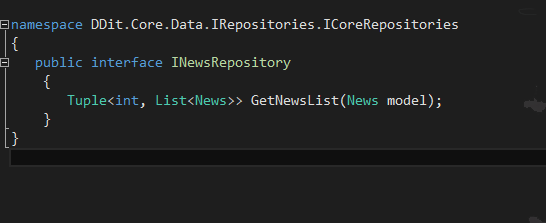 namespace DDit.Core.Data.IRepositories.ICoreRepositories
{
public interface INewsRepository
{
Tuple<int, List<News>> GetNewsList(News model);
}
}